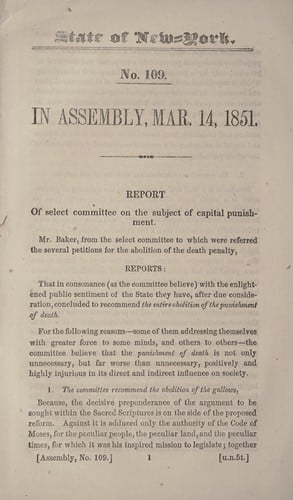 State of New=York.
No. 109.
IN ASSEMBLY, MAR. 14, 1851.
REPORT
Of select committee on the subject of capital punish-
ment.
Mr. Baker, from the select committee to which were referred
the several petitions for the abolition of the death penalty,
REPORTS:
That in consonance (as the committee believe) with the enlight-
ened public sentiment of the State they have, after due conside-
ration, concluded to recommend the entire abolition of the punishment
of death.
For the following reasons—some of them addressing themselves
with greater force to some minds, and others to others—the
committee believe that the punishment of death is not only
unnecessary, but far worse than unnecessary, positively and
highly injurious in its direct and indirect influence on society.
1. The committee recommend the abolition of the gallows,
Because, the decisive preponderance of the argument to be
sought within the Sacred Scriptures is on the side of the proposed
reform. Against it is adduced only the authority of the Code of
Moses, for the peculiar people, the peculiar land, and the peculiar
times, for which it was his inspired mission to legislate; together
[Assembly, No. 109.] 1 [u.n.5t.]